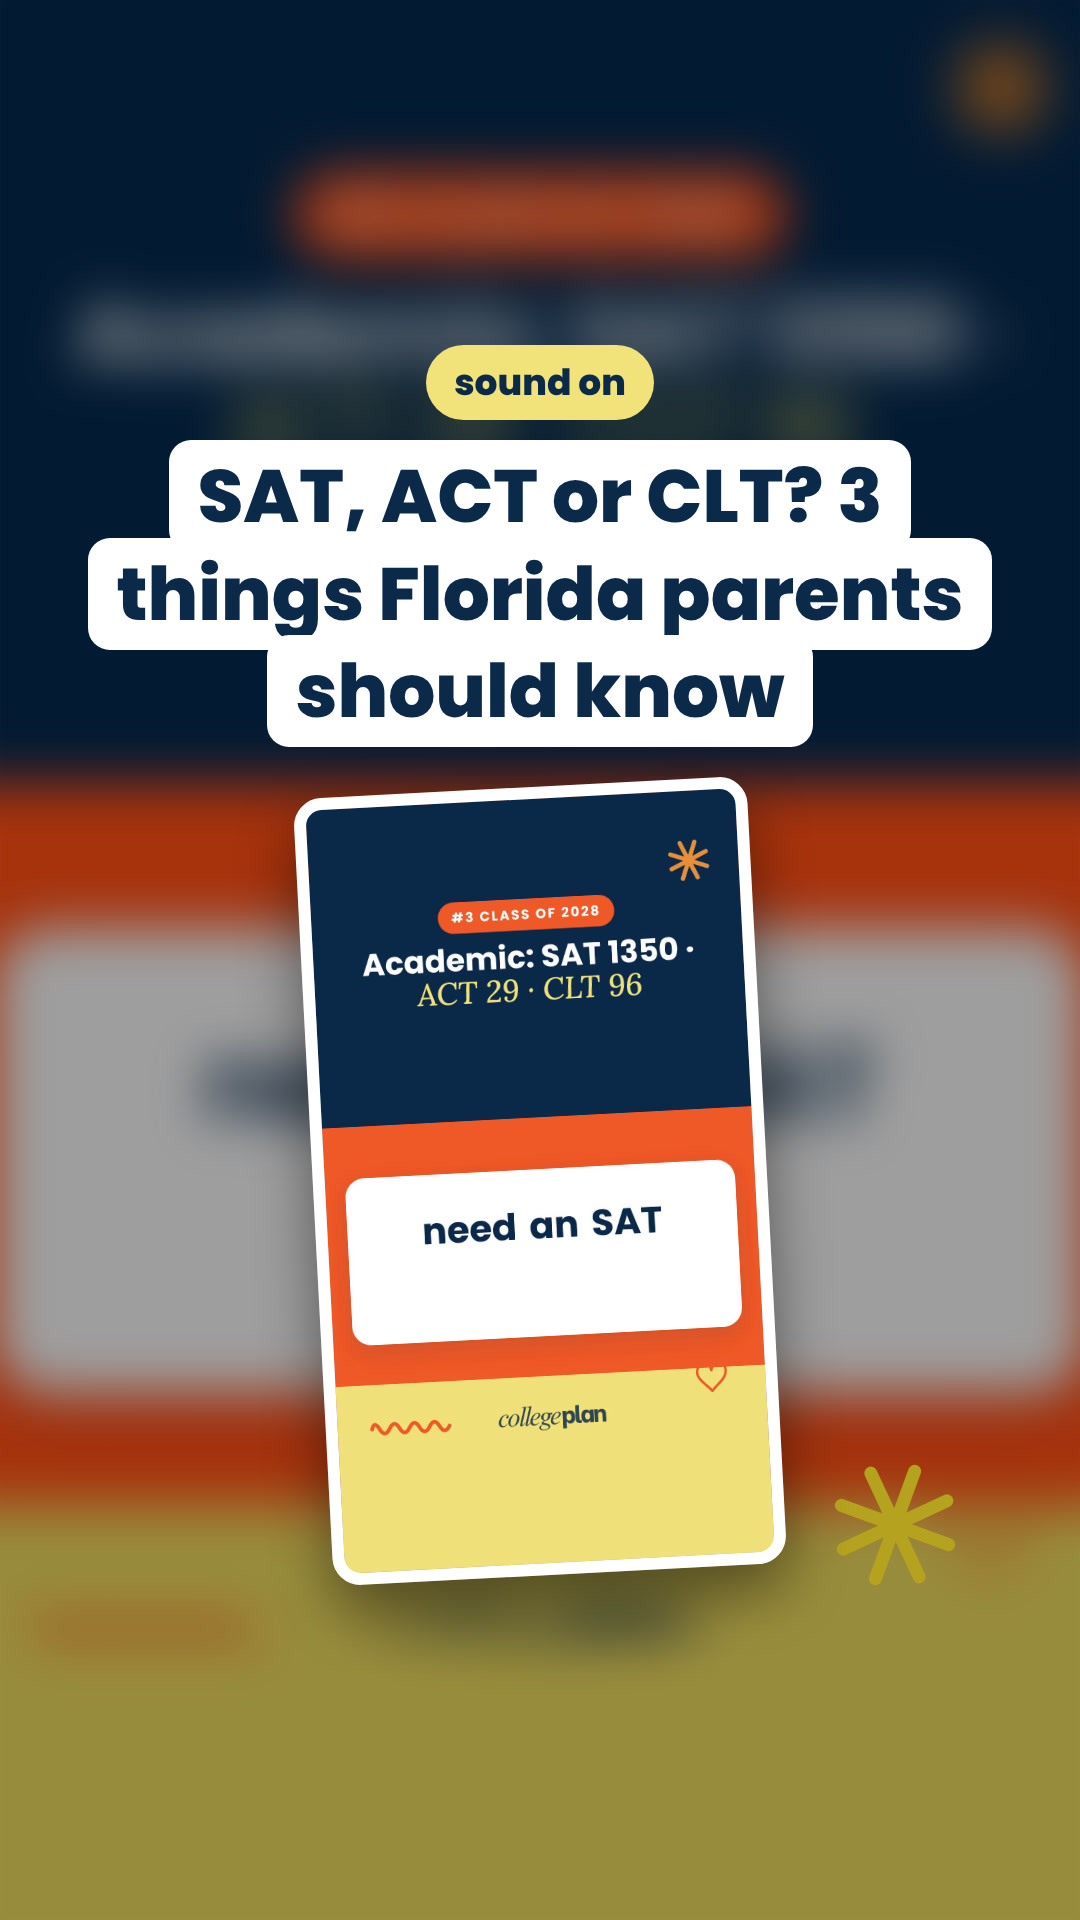 sound on
SAT, ACT or CLT? 3
things Florida parents
should know
#3 CLASS OF 2028
Academic: SAT 1350 ·
ACT 29 · CLT 96
need an SAT
collegeplan